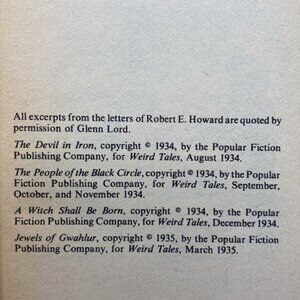 All excerpts from the letters of Robert E. Howard are quoted by
permission of Glenn Lord.
The Devil in Iron, copyright © 1934, by the Popular Fiction
Publishing Company, for Weird Tales, August 1934.
The People of the Black Circle, copyright © 1934, by the Popular
Fiction Publishing Company, for Weird Tales, September,
October, and November 1934.
A Witch Shall Be Born, copyright © 1934, by the Popular
Fiction Publishing Company, for Weird Tales, December 1934.
Jewels of Gwahlur, copyright © 1935, by the Popular Fiction
Publishing Company, for Weird Tales, March 1935.